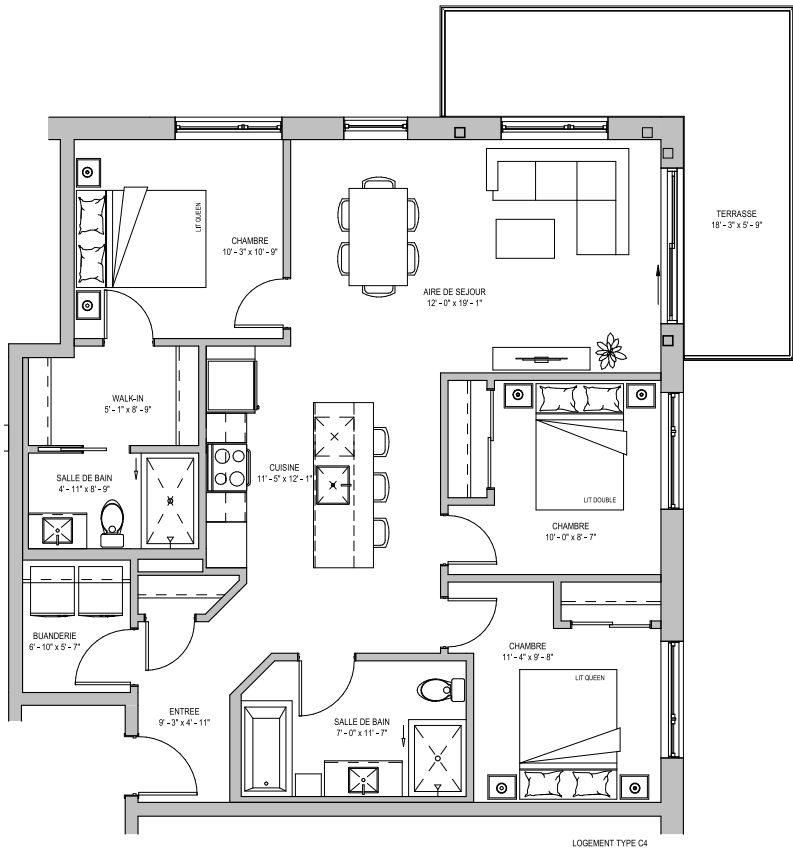 TERRASSE
18' - 3" x 5' - 9"
LIT QUEEN
CHAMBRE
10' - 3" x 10' - 9"
AIRE DE SEJOUR
12' - 0" x 19' - 1"
WALK-IN
5' - 1" x 8' - 9"
CUISINE
11' - 5" x 12' - 1"
SALLE DE BAIN
4' - 11" x 8' - 9"
LIT DOUBLE
CHAMBRE
10' - 0" x 8' - 7"
BUANDERIE
6' - 10" x 5' - 7"
CHAMBRE
11' - 4" x 9' - 8"
LIT QUEEN
ENTREE
9' - 3" x 4' - 11"
SALLE DE BAIN
7' - 0" x 11' - 7"
LOGEMENT TYPE C4